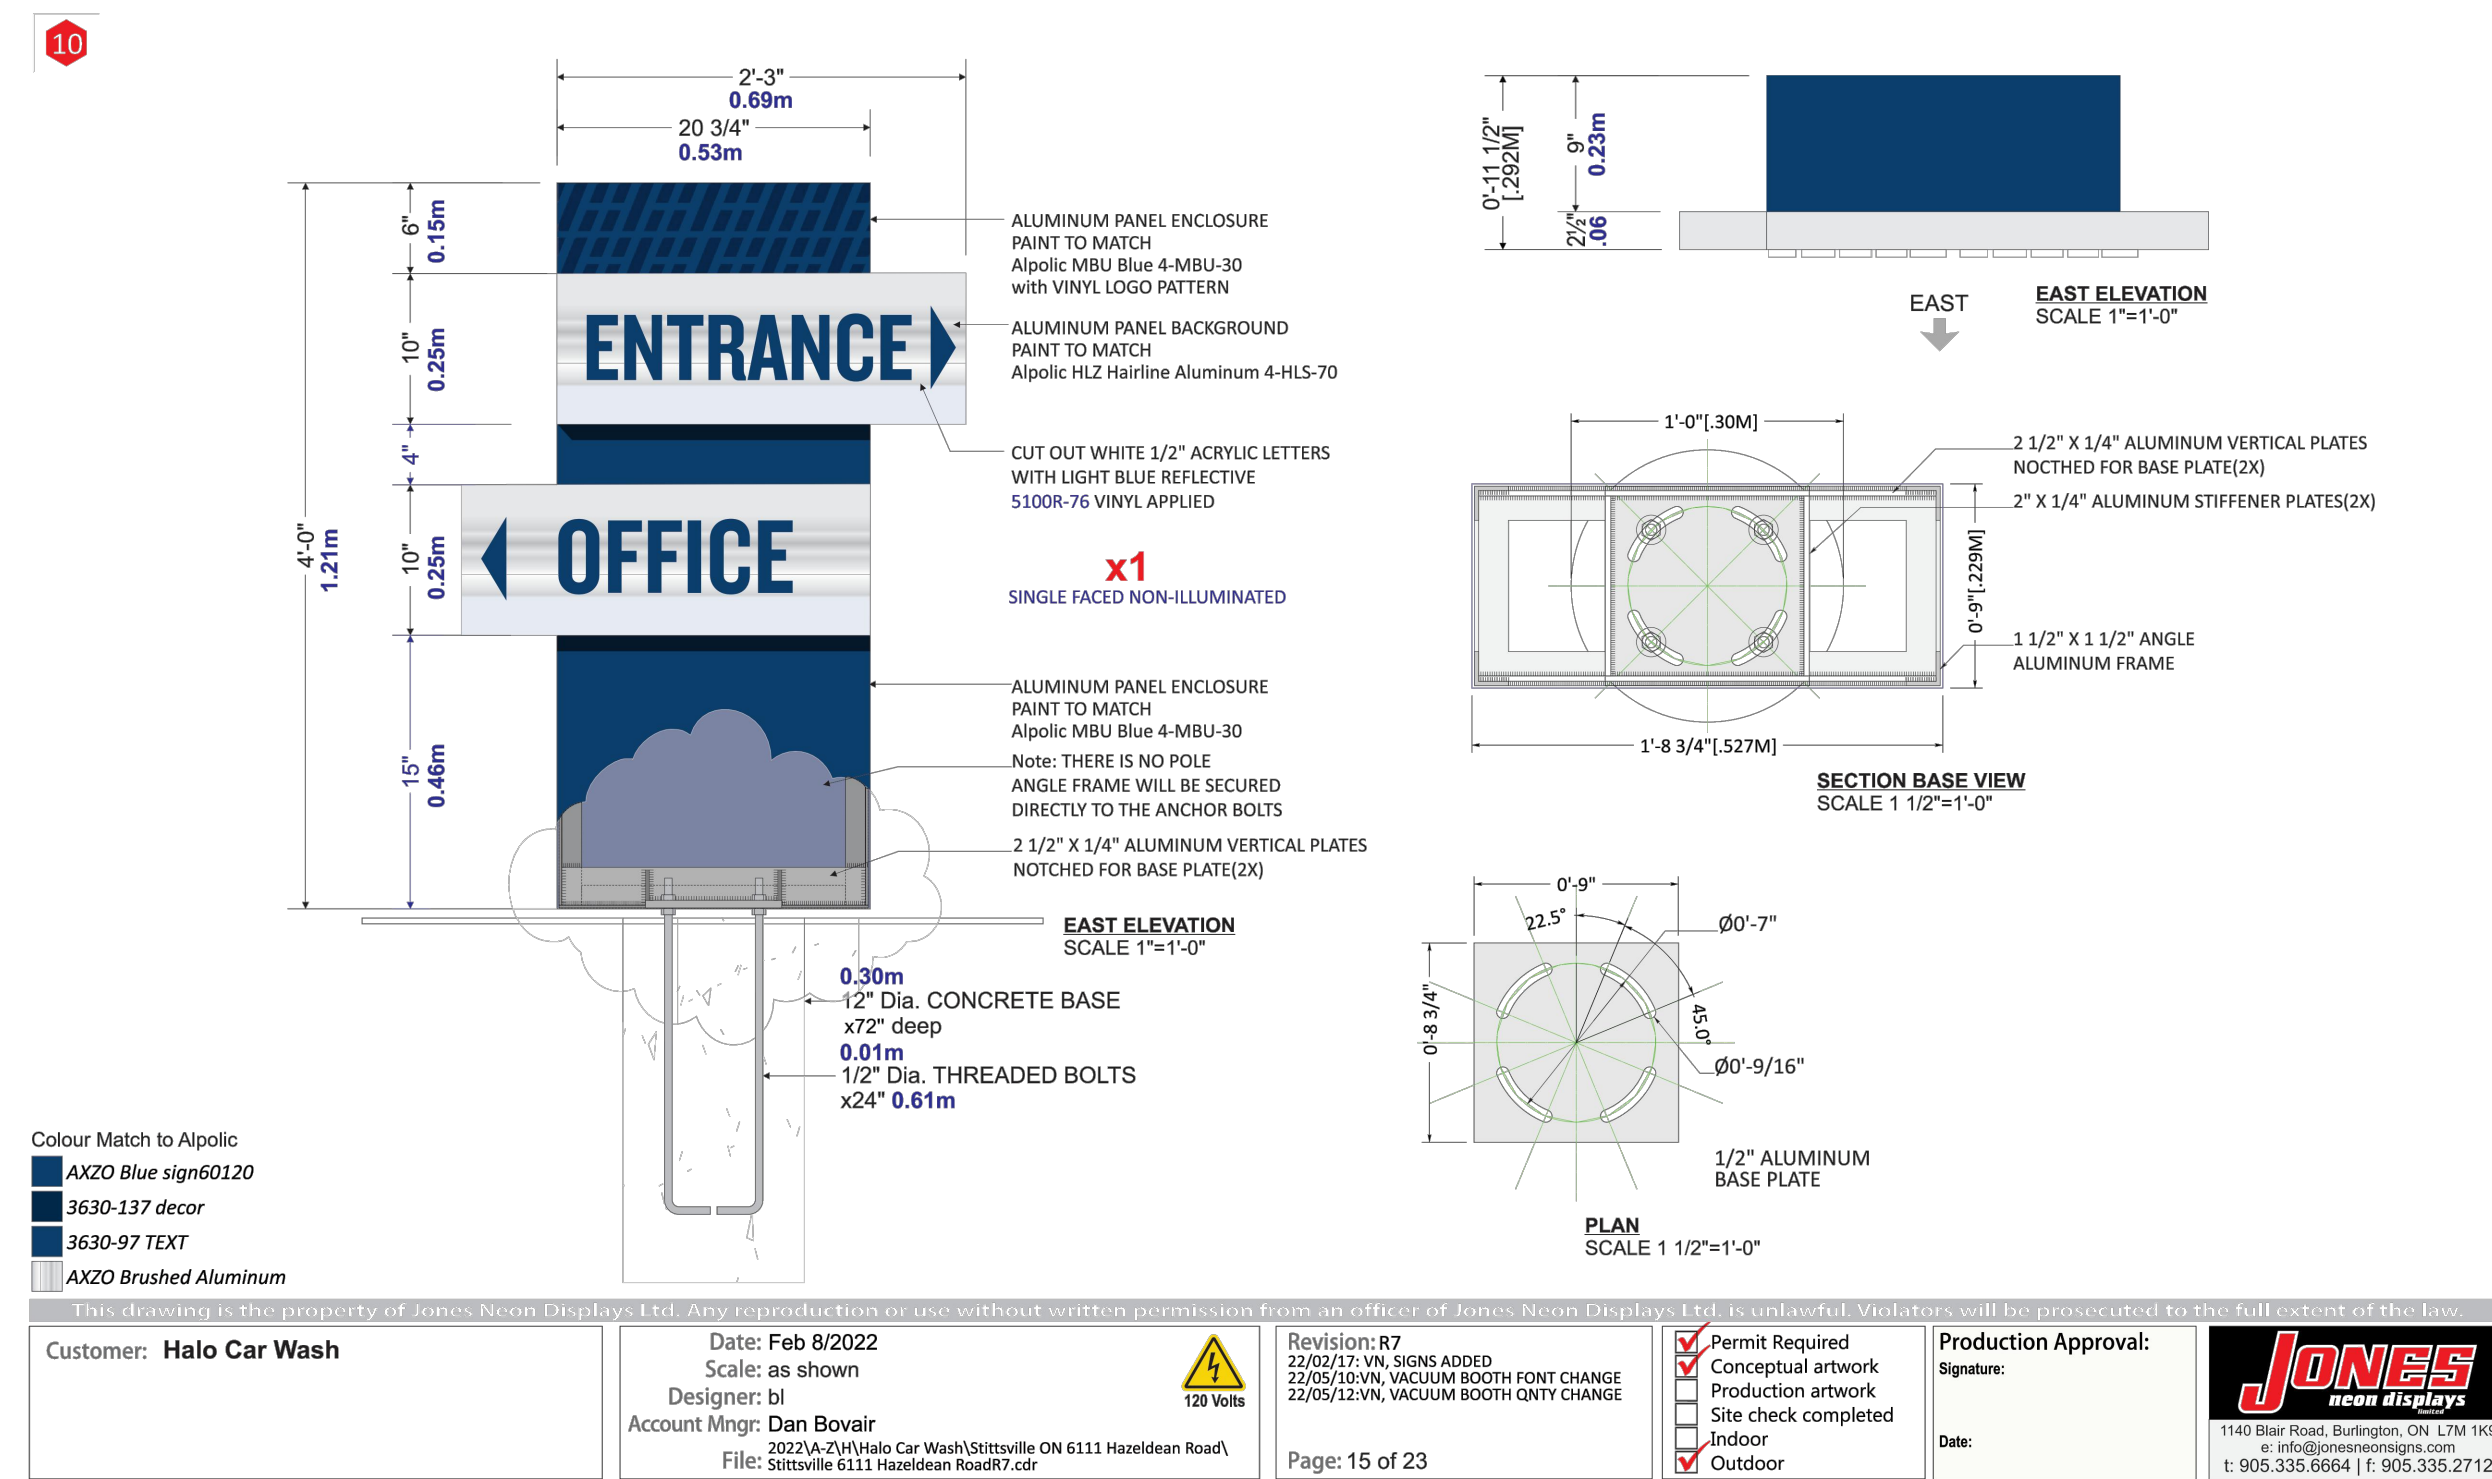 10
2'-3"
0.69m
20 3/4"
0.53m
6"
0.15m
10"
0.25m
4"
10"
0.25m
15"
0.46m
4'-0"
1.21m
ENTRANCE
OFFICE
ALUMINUM PANEL ENCLOSURE
PAINT TO MATCH
Alpolic MBU Blue 4-MBU-30
with VINYL LOGO PATTERN
ALUMINUM PANEL BACKGROUND
PAINT TO MATCH
Alpolic HLZ Hairline Aluminum 4-HLS-70
CUT OUT WHITE 1/2" ACRYLIC LETTERS
WITH LIGHT BLUE REFLECTIVE
5100R-76 VINYL APPLIED
x1
SINGLE FACED NON-ILLUMINATED
ALUMINUM PANEL ENCLOSURE
PAINT TO MATCH
Alpolic MBU Blue 4-MBU-30
Note: THERE IS NO POLE
ANGLE FRAME WILL BE SECURED
DIRECTLY TO THE ANCHOR BOLTS
2 1/2" X 1/4" ALUMINUM VERTICAL PLATES
NOTCHED FOR BASE PLATE(2X)
EAST ELEVATION
SCALE 1"=1'-0"
0.30m
12" Dia. CONCRETE BASE
x72" deep
0.01m
1/2" Dia. THREADED BOLTS
x24" 0.61m
0'-11 1/2"
[.292M]
9"
0.23m
2½"
.06
EAST
EAST ELEVATION
SCALE 1"=1'-0"
1'-0"[.30M]
2 1/2" X 1/4" ALUMINUM VERTICAL PLATES
NOCTHED FOR BASE PLATE(2X)
2" X 1/4" ALUMINUM STIFFENER PLATES(2X)
0'-9"[.229M]
1 1/2" X 1 1/2" ANGLE
ALUMINUM FRAME
1'-8 3/4"[.527M]
SECTION BASE VIEW
SCALE 1 1/2"=1'-0"
0'-9"
22.5°
Ø0'-7"
0'-8 3/4"
45.0°
Ø0'-9/16"
1/2" ALUMINUM
BASE PLATE
PLAN
SCALE 1 1/2"=1'-0"
Colour Match to Alpolic
AXZO Blue sign60120
3630-137 decor
3630-97 TEXT
AXZO Brushed Aluminum
This drawing is the property of Jones Neon Displays Ltd. Any reproduction or use without written permission from an officer of Jones Neon Displays Ltd. is unlawful. Violators will be prosecuted to the full extent of the law.
Customer: Halo Car Wash
Date: Feb 8/2022
Scale: as shown
Designer: bl
Account Mngr: Dan Bovair
File: 2022\A-Z\H\Halo Car Wash\Stittsville ON 6111 Hazeldean Road\
Stittsville 6111 Hazeldean RoadR7.cdr
120 Volts
Revision: R7
22/02/17: VN, SIGNS ADDED
22/05/10:VN, VACUUM BOOTH FONT CHANGE
22/05/12:VN, VACUUM BOOTH QNTY CHANGE
Page: 15 of 23
Permit Required
Conceptual artwork
Production artwork
Site check completed
Indoor
Outdoor
Production Approval:
Signature:
Date:
JONES
neon displays
limited
1140 Blair Road, Burlington, ON L7M 1K9
e: info@jonesneonsigns.com
t: 905.335.6664 | f: 905.335.2712